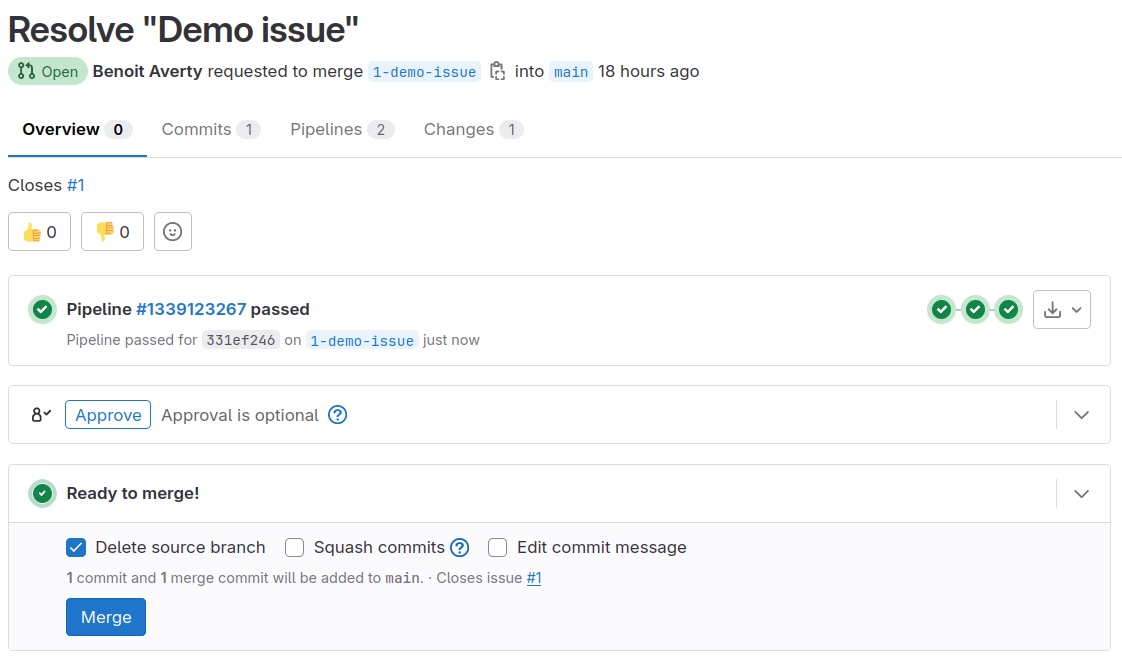 Resolve "Demo issue"
Open Benoit Averty requested to merge 1-demo-issue into main 18 hours ago
Overview 0 Commits 1 Pipelines 2 Changes 1
Closes #1
👍 0 👎 0
Pipeline #1339123267 passed
Pipeline passed for 331ef246 on 1-demo-issue just now
Approve Approval is optional ?
Ready to merge!
Delete source branch Squash commits ? Edit commit message
1 commit and 1 merge commit will be added to main. · Closes issue #1
Merge